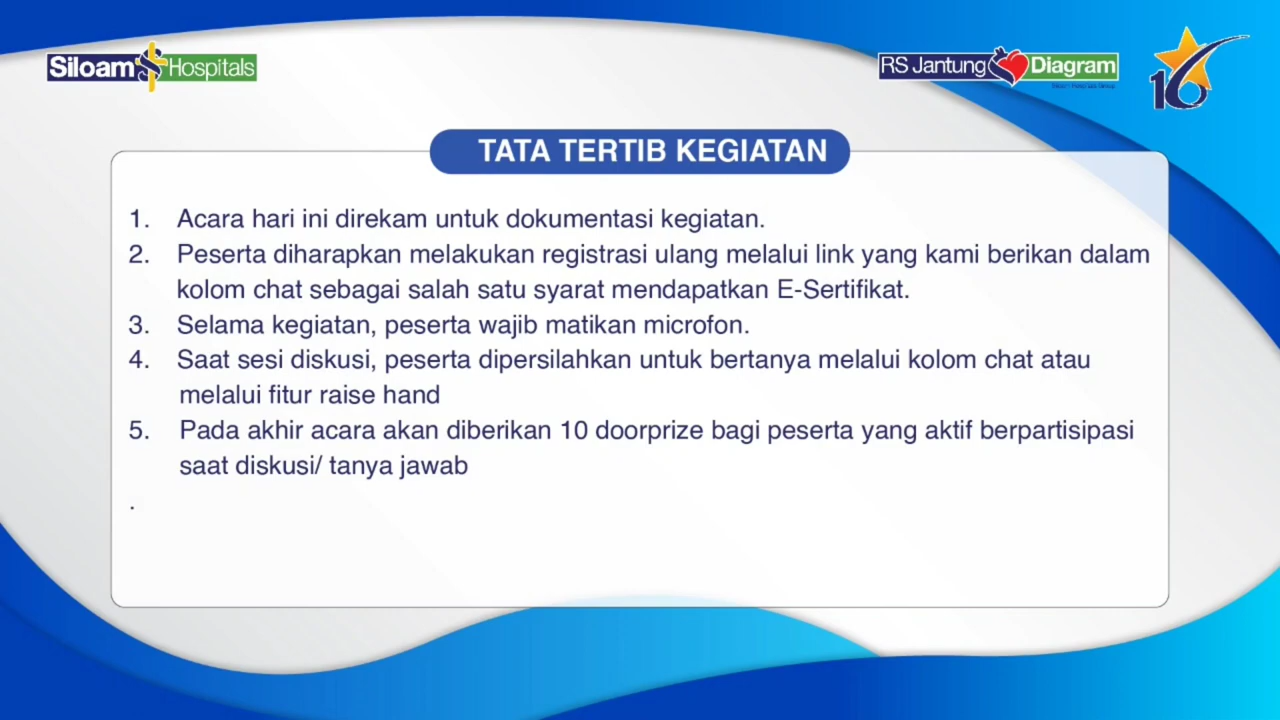 Siloam Hospitals
RS Jantung Diagram
16
TATA TERTIB KEGIATAN
1. Acara hari ini direkam untuk dokumentasi kegiatan.
2. Peserta diharapkan melakukan registrasi ulang melalui link yang kami berikan dalam
kolom chat sebagai salah satu syarat mendapatkan E-Sertifikat.
3. Selama kegiatan, peserta wajib matikan microfon.
4. Saat sesi diskusi, peserta dipersilahkan untuk bertanya melalui kolom chat atau
melalui fitur raise hand
5. Pada akhir acara akan diberikan 10 doorprize bagi peserta yang aktif berpartisipasi
saat diskusi/ tanya jawab
.